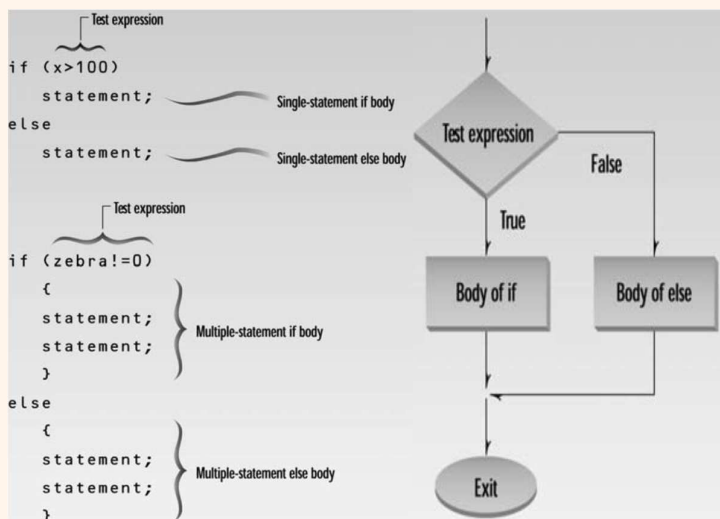 Test expression
if (x>100)
statement;
Single-statement if body
else
statement;
Single-statement else body
Test expression
if (zebra!=0)
{
statement;
statement;
}
Multiple-statement if body
else
{
statement;
statement;
}
Multiple-statement else body
Test expression
False
True
Body of if
Body of else
Exit